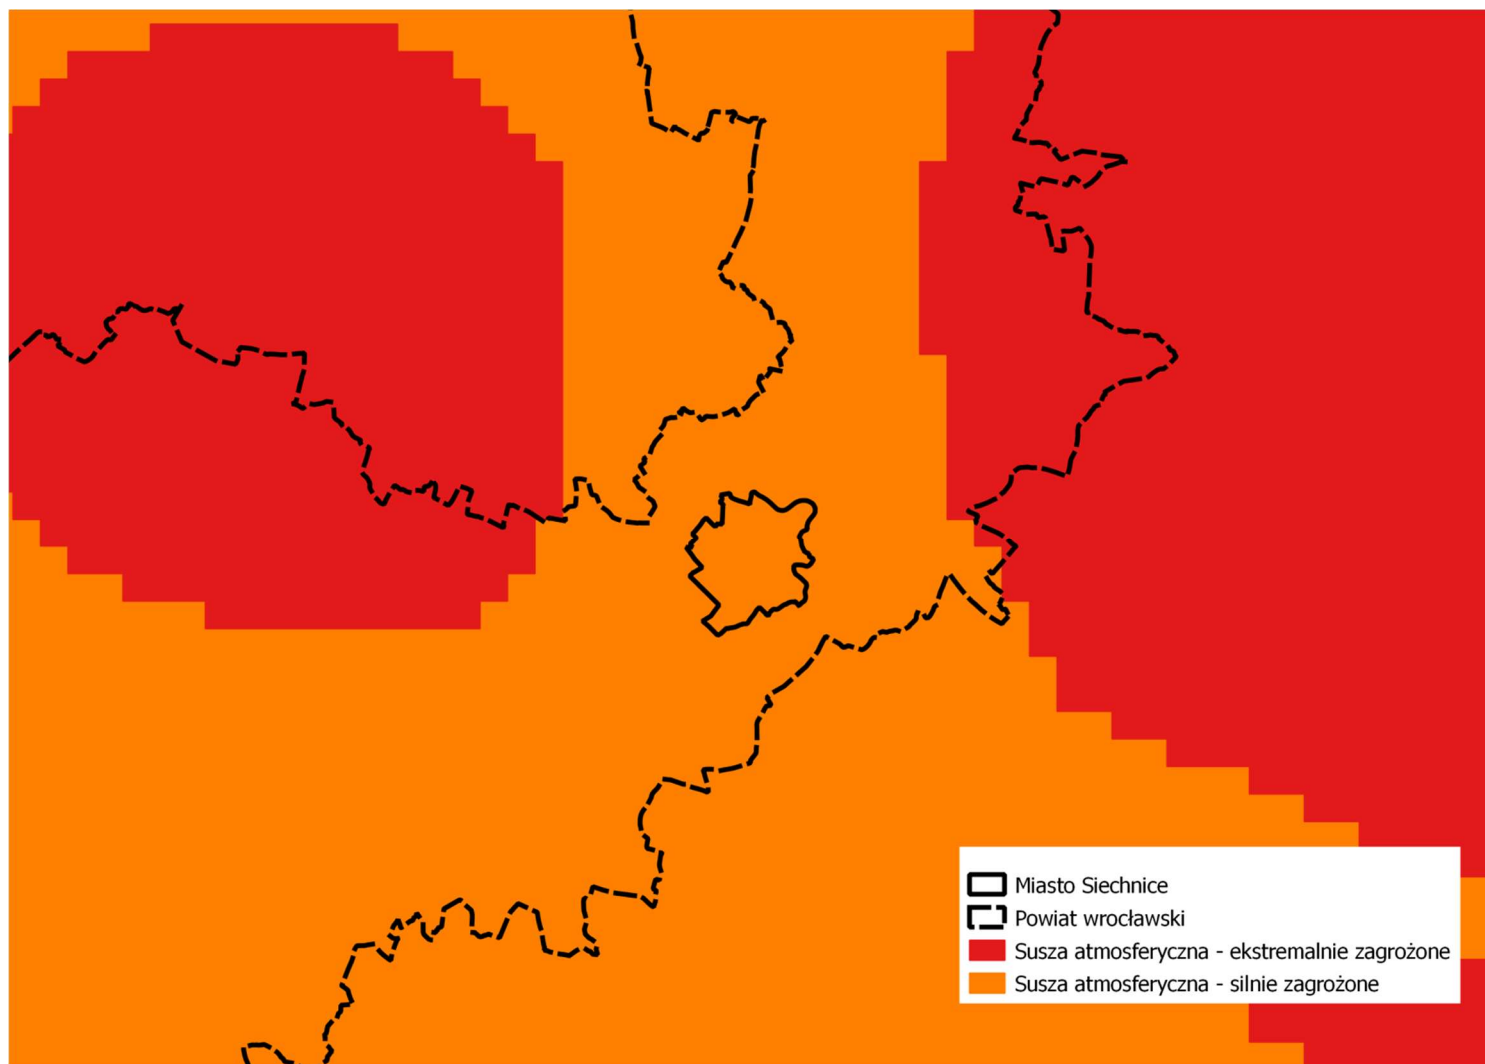 Miasto Siechnice
Powiat wrocławski
Susza atmosferyczna - ekstremalnie zagrożone
Susza atmosferyczna - silnie zagrożone